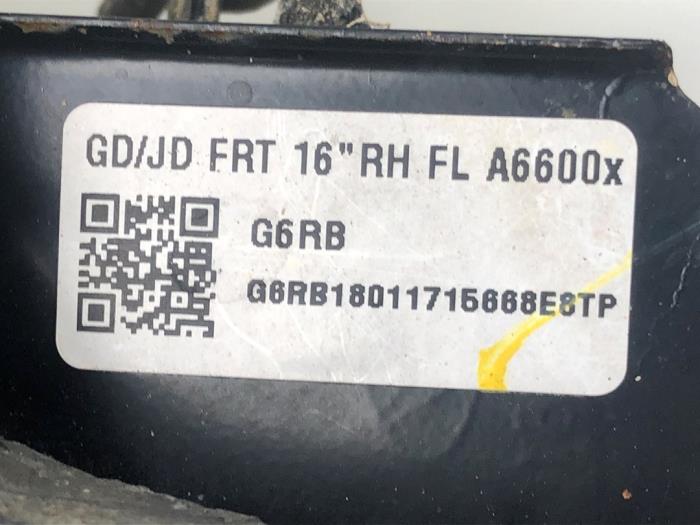 GD/JD FRT 16" RH FL A6600x
G6RB
G6RB18011715668E8TP